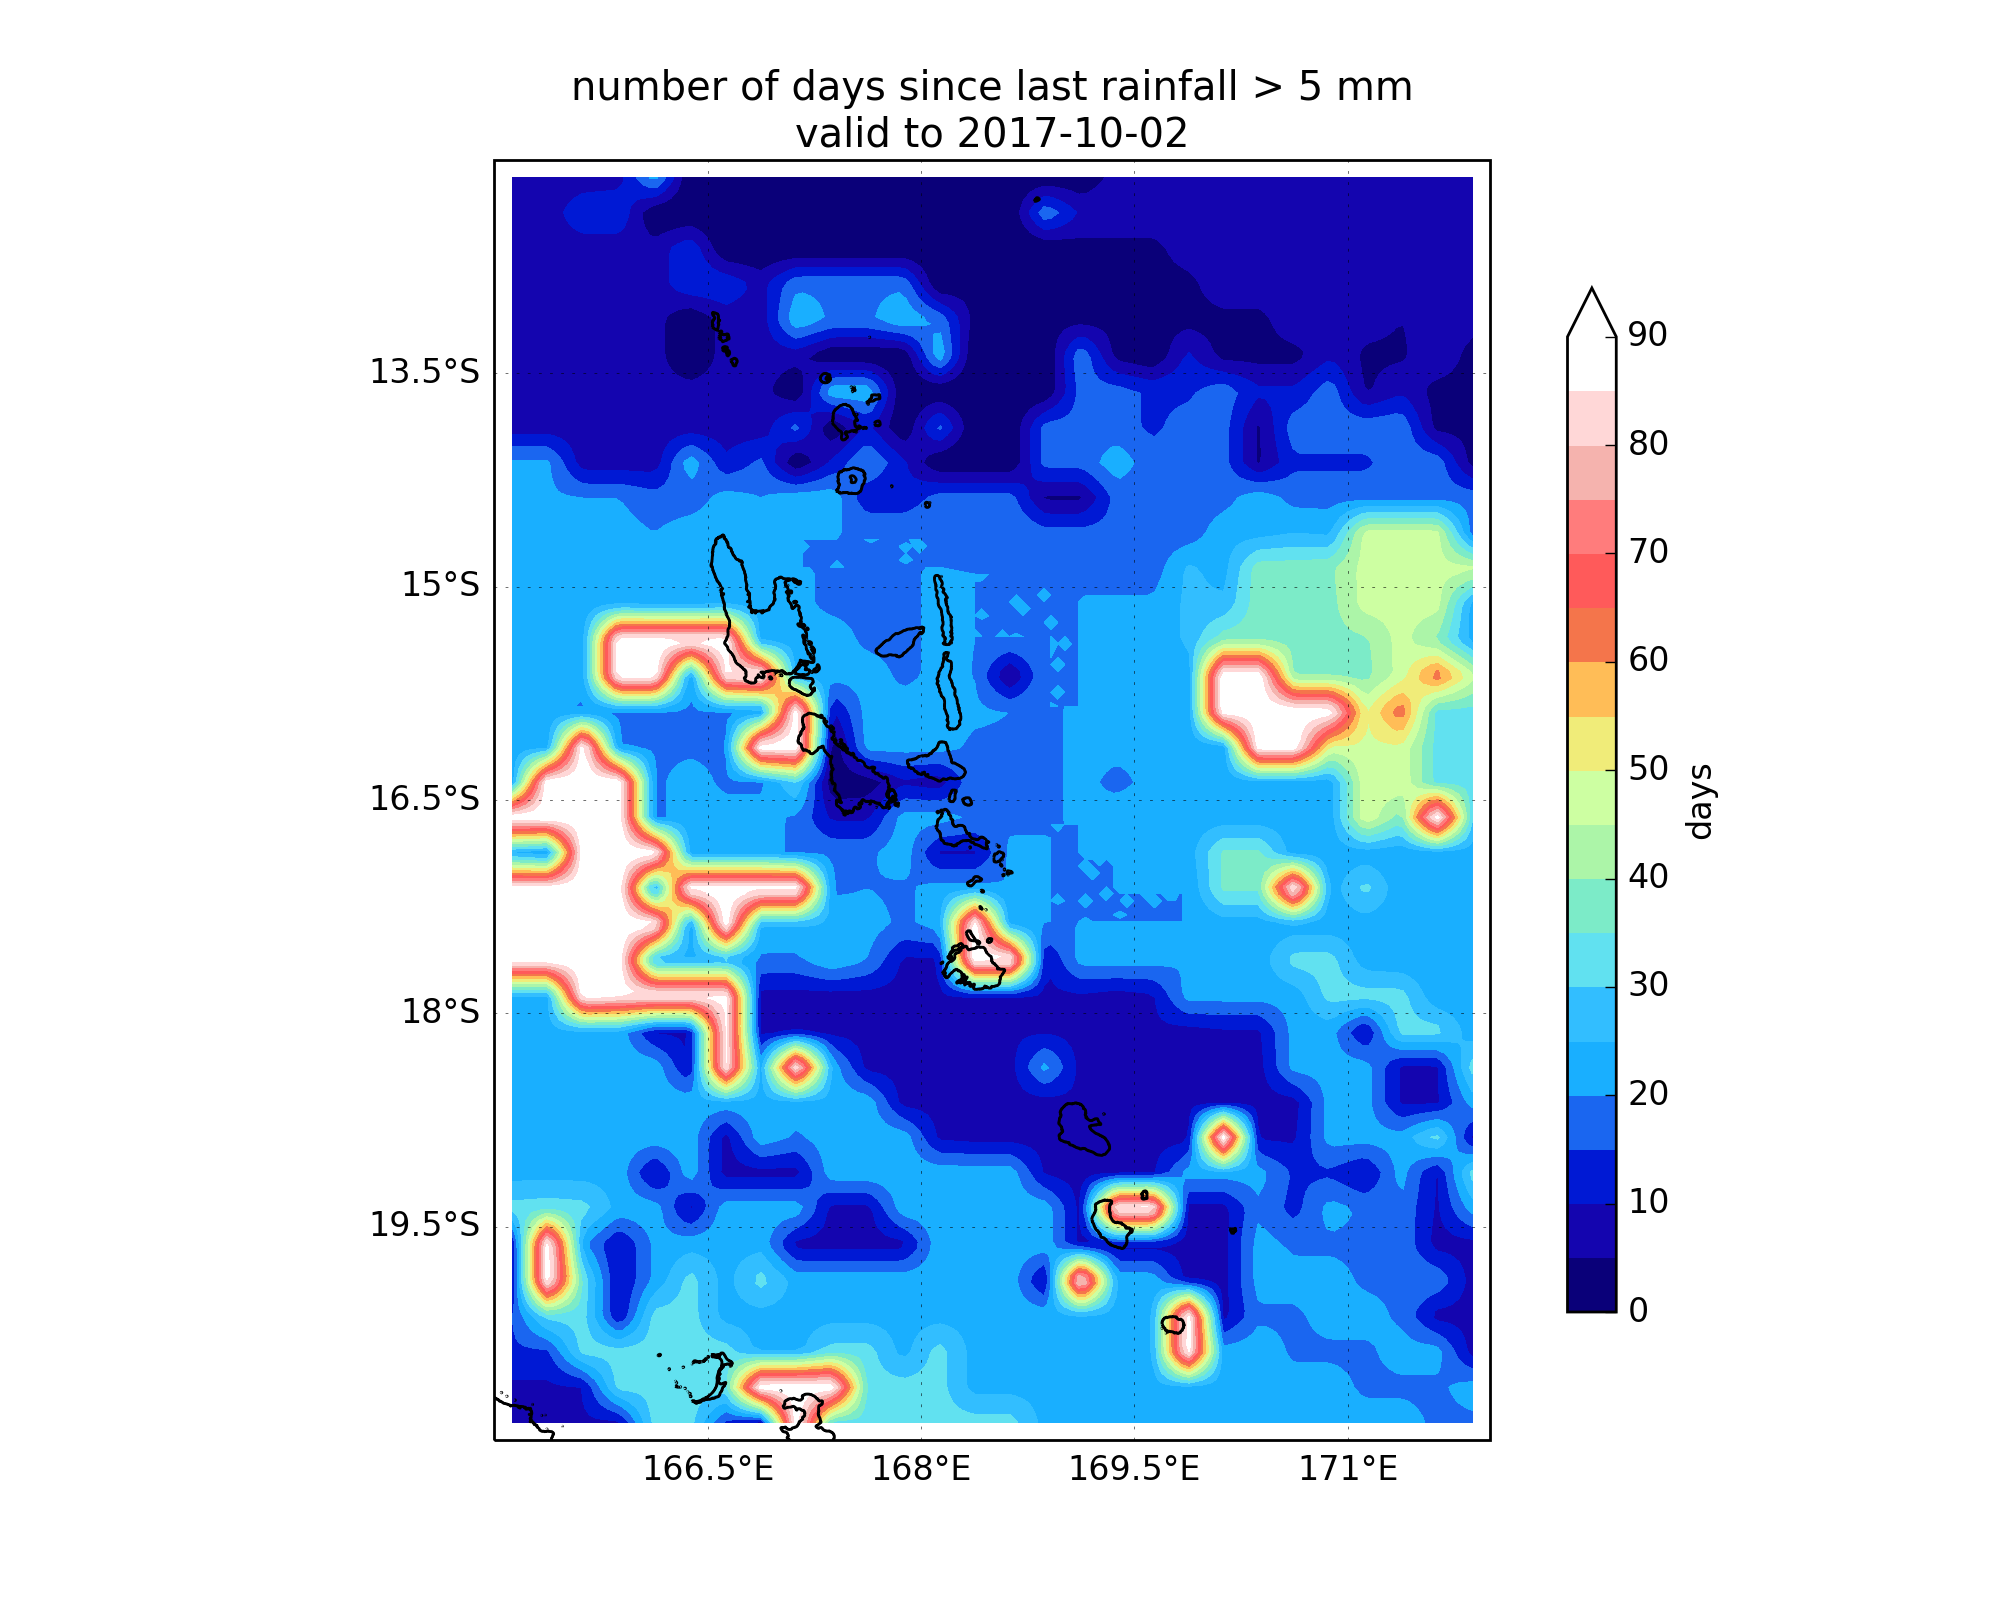 number of days since last rainfall > 5 mm
valid to 2017-10-02
13.5°S
15°S
16.5°S
18°S
19.5°S
166.5°E
168°E
169.5°E
171°E
90
80
70
60
50
40
30
20
10
0
days